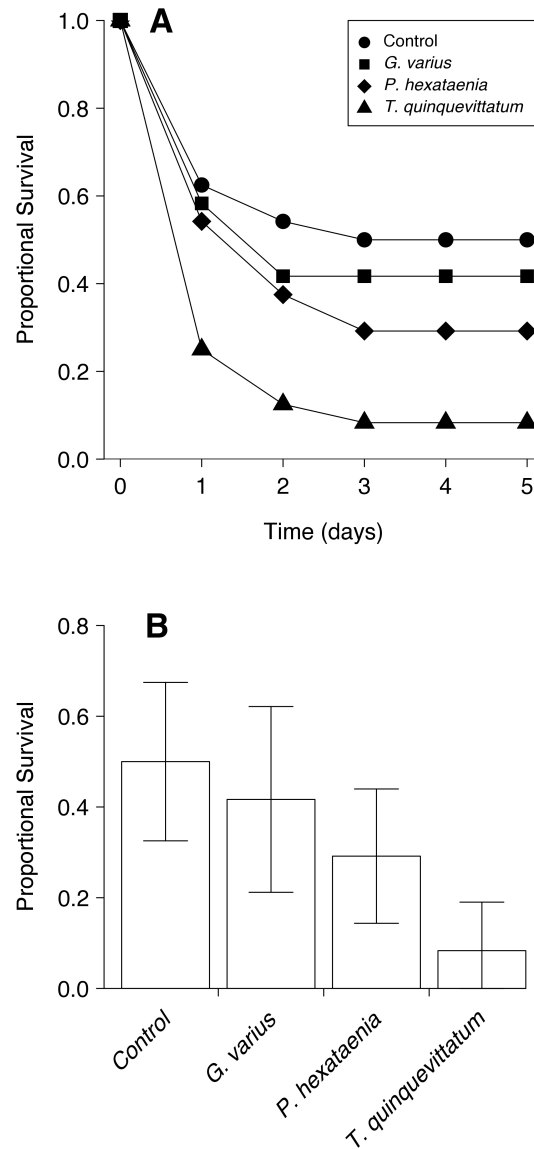 A
Control
G. varius
P. hexataenia
T. quinquevittatum
Proportional Survival
1.0
0.8
0.6
0.4
0.2
0.0
0 1 2 3 4 5
Time (days)
B
Proportional Survival
0.8
0.6
0.4
0.2
0.0
Control
G. varius
P. hexataenia
T. quinquevittatum